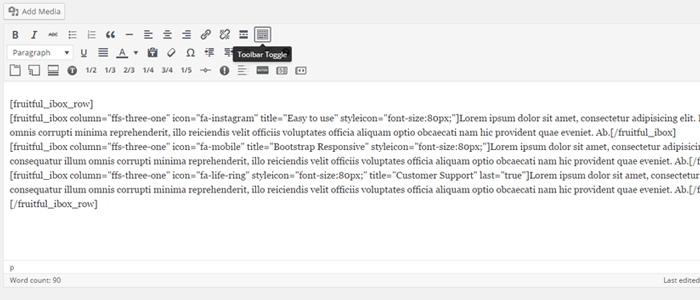 Add Media
B I ABC
Paragraph U A Ω
Toolbar Toggle
1/2 1/3 2/3 1/4 3/4 1/5
[fruitful_ibox_row]
[fruitful_ibox column="ffs-three-one" icon="fa-instagram" title="Easy to use" styleicon="font-size:80px;"]Lorem ipsum dolor sit amet, consectetur adipisicing elit.
omnis corrupti minima reprehenderit, illo reiciendis velit officiis voluptates officia aliquam optio obcaecati nam hic provident quae eveniet. Ab.[/fruitful_ibox]
[fruitful_ibox column="ffs-three-one" icon="fa-mobile" title="Bootstrap Responsive" styleicon="font-size:80px;"]Lorem ipsum dolor sit amet, conse
consequatur illum omnis corrupti minima reprehenderit, illo reiciendis velit officiis voluptates officia aliquam optio obcaecati nam hic provident quae eveniet. Ab.[/f
[fruitful_ibox column="ffs-three-one" icon="fa-life-ring" styleicon="font-size:80px;" title="Customer Support" last="true"]Lorem ipsum dolor sit amet, consectetur
consequatur illum omnis corrupti minima reprehenderit, illo reiciendis velit officiis voluptates officia aliquam optio obcaecati nam hic provident quae eveniet. Ab.[/f
[/fruitful_ibox_row]
p
Word count: 90 Last edited